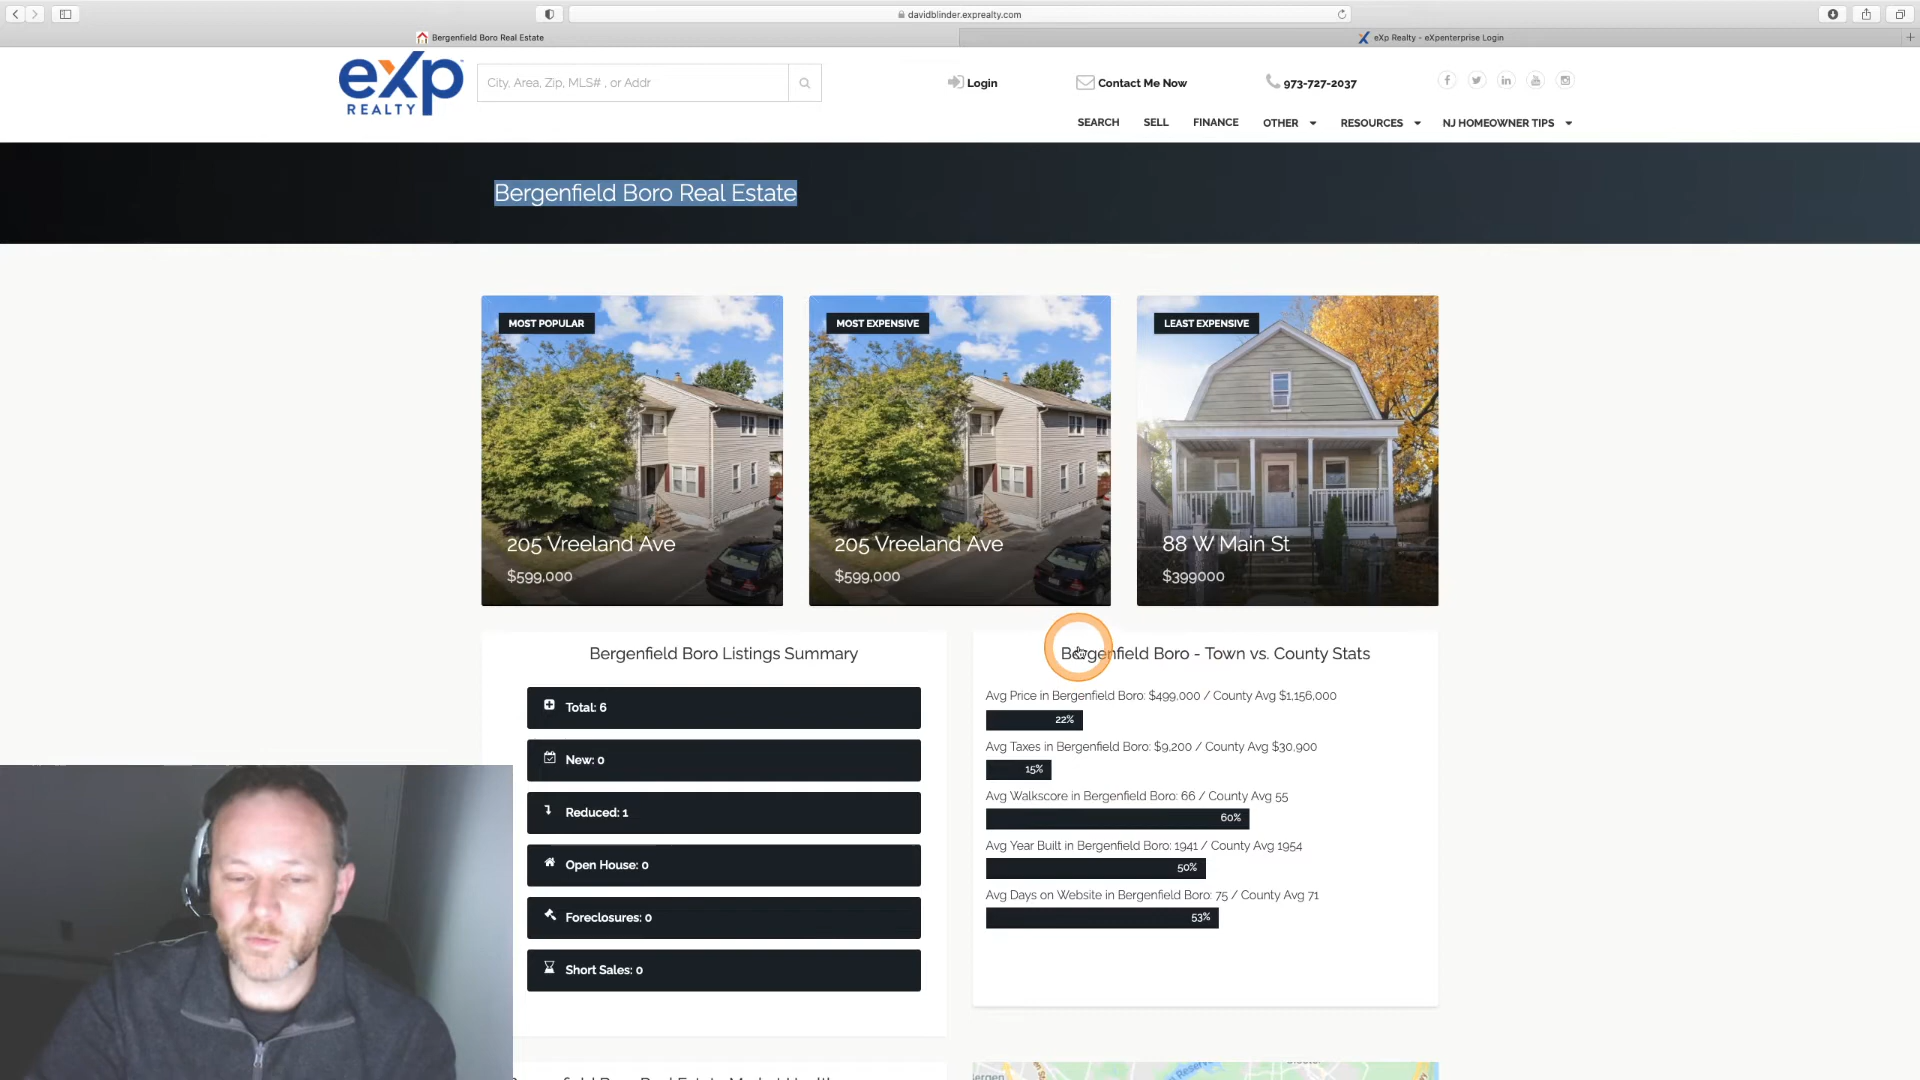 davidblinder.exprealty.com
Bergenfield Boro Real Estate
eXp Realty - eXpenterprise Login
eXp REALTY
City, Area, Zip, MLS# , or Addr
Login
Contact Me Now
973-727-2037
SEARCH SELL FINANCE OTHER RESOURCES NJ HOMEOWNER TIPS
Bergenfield Boro Real Estate
MOST POPULAR
205 Vreeland Ave
$599,000
MOST EXPENSIVE
205 Vreeland Ave
$599,000
LEAST EXPENSIVE
88 W Main St
$399000
Bergenfield Boro Listings Summary
Total: 6
New: 0
Reduced: 1
Open House: 0
Foreclosures: 0
Short Sales: 0
Bergenfield Boro - Town vs. County Stats
Avg Price in Bergenfield Boro: $499,000 / County Avg $1,156,000
22%
Avg Taxes in Bergenfield Boro: $9,200 / County Avg $30,900
15%
Avg Walkscore in Bergenfield Boro: 66 / County Avg 55
60%
Avg Year Built in Bergenfield Boro: 1941 / County Avg 1954
50%
Avg Days on Website in Bergenfield Boro: 75 / County Avg 71
53%
Bergenfield Boro Real Estate Market Health